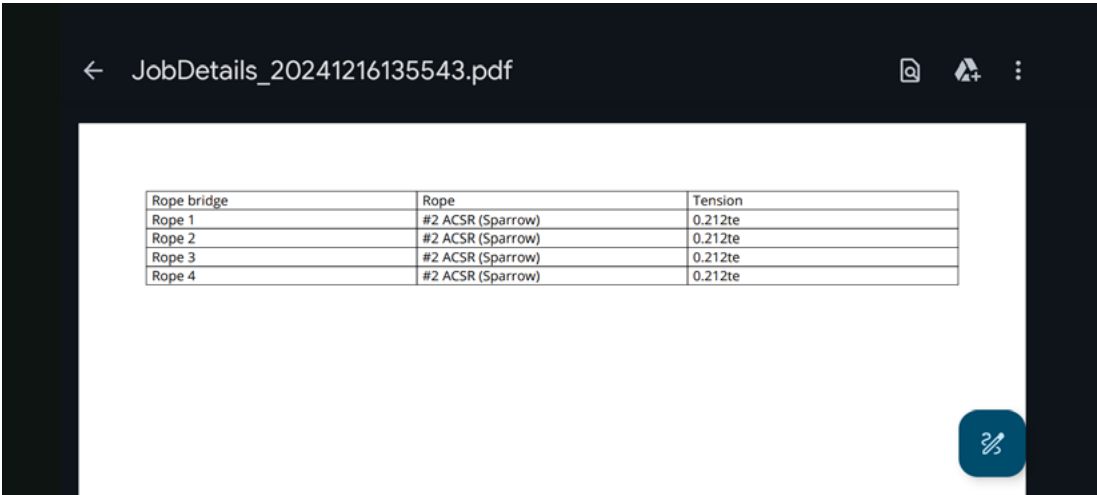 JobDetails_20241216135543.pdf
Rope bridge Rope Tension
Rope 1 #2 ACSR (Sparrow) 0.212te
Rope 2 #2 ACSR (Sparrow) 0.212te
Rope 3 #2 ACSR (Sparrow) 0.212te
Rope 4 #2 ACSR (Sparrow) 0.212te